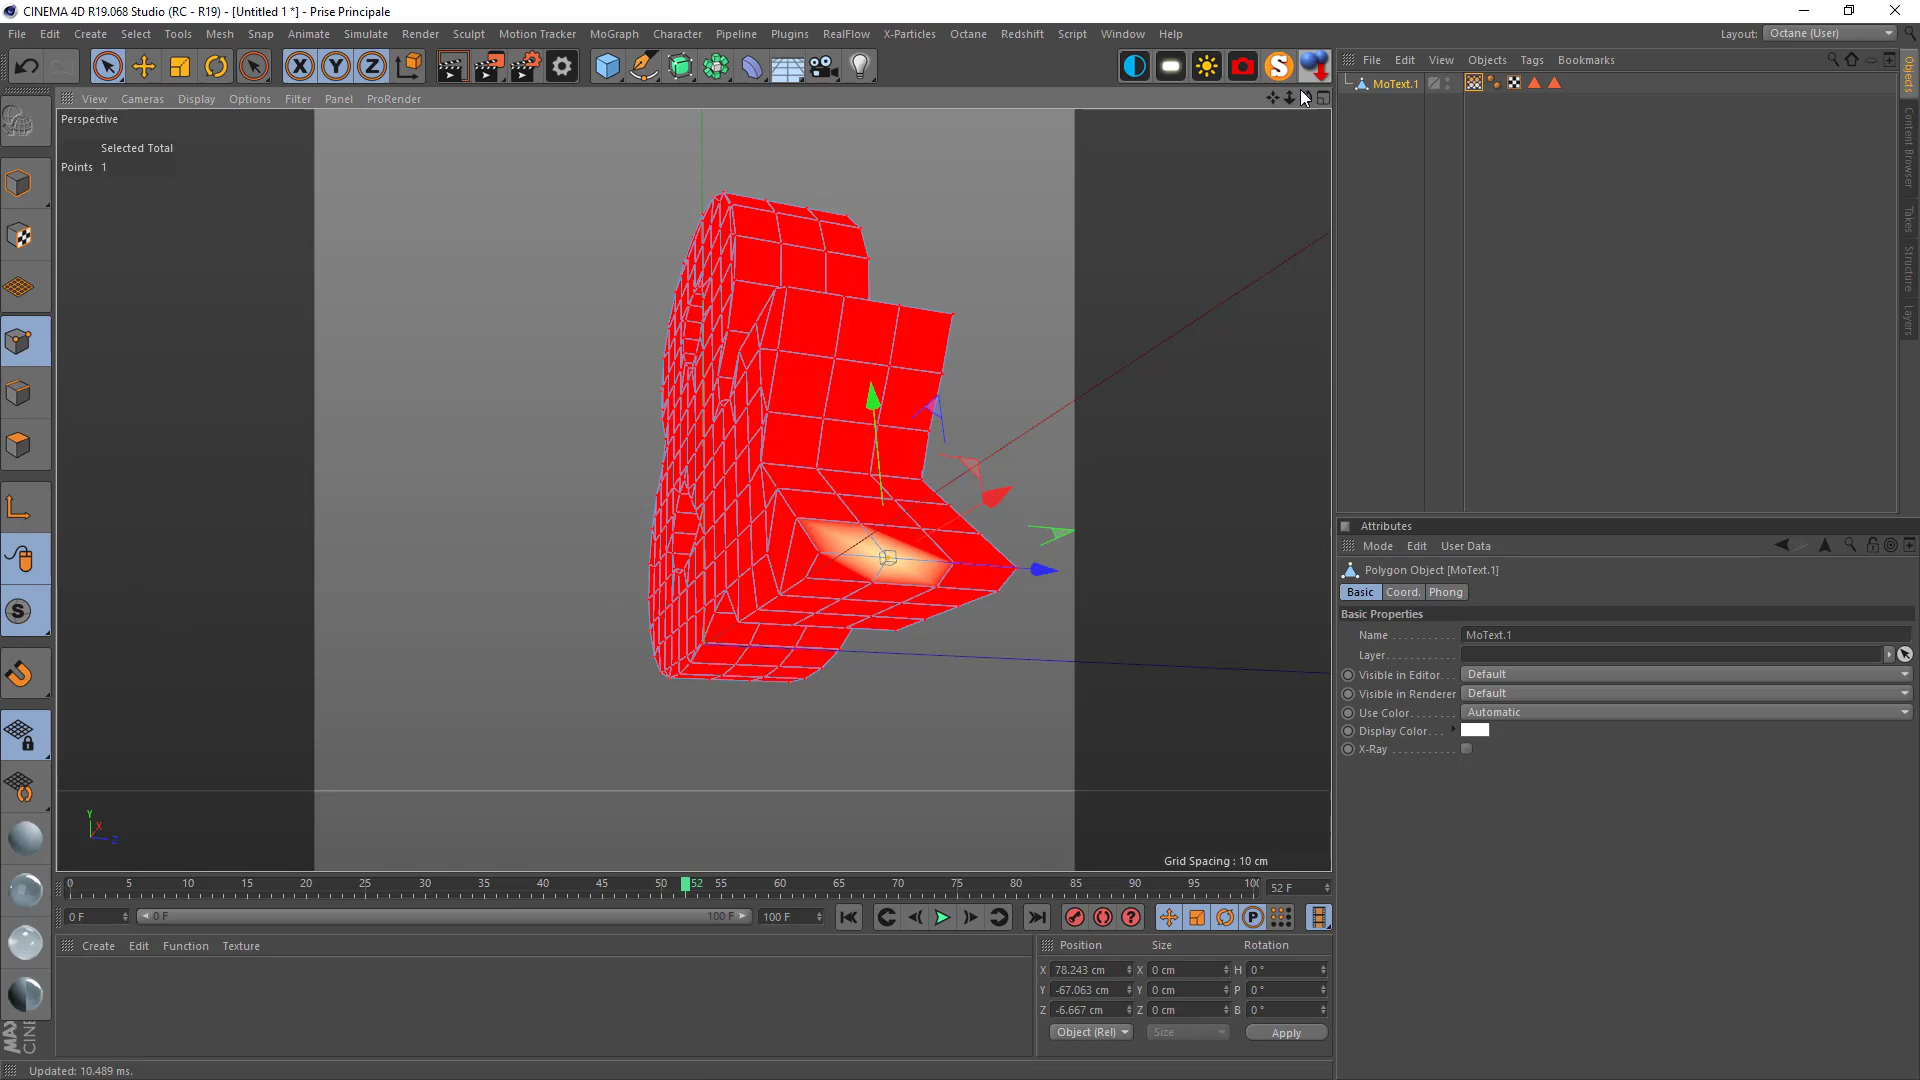 CINEMA 4D R19.068 Studio (RC - R19) - [Untitled 1 *] - Prise Principale
File Edit Create Select Tools Mesh Snap Animate Simulate Render Sculpt Motion Tracker MoGraph Character Pipeline Plugins RealFlow X-Particles Octane Redshift Script Window Help Layout: Octane (User)
X Y Z S
File Edit View Objects Tags Bookmarks
MoText.1
Objects
Content Browser
Takes
Structure
Layers
View Cameras Display Options Filter Panel ProRender
Perspective
Selected Total
Points 1
S
Y
X
Z
Grid Spacing : 10 cm
Attributes
Mode Edit User Data
Polygon Object [MoText.1]
Basic Coord. Phong
Basic Properties
Name . . . . . . . . . . . MoText.1
Layer . . . . . . . . . . .
Visible in Editor. . . Default
Visible in Renderer Default
Use Color. . . . . . . . Automatic
Display Color. . .
X-Ray . . . . . . . . . .
0 5 10 15 20 25 30 35 40 45 50 52 55 60 65 70 75 80 85 90 95 100 52 F
0 F 0 F 100 F 100 F ? P
Create Edit Function Texture
Position Size Rotation
X 78.243 cm X 0 cm H 0 °
Y -67.063 cm Y 0 cm P 0 °
Z -6.667 cm Z 0 cm B 0 °
Object (Rel) Size Apply
Updated: 10.489 ms.